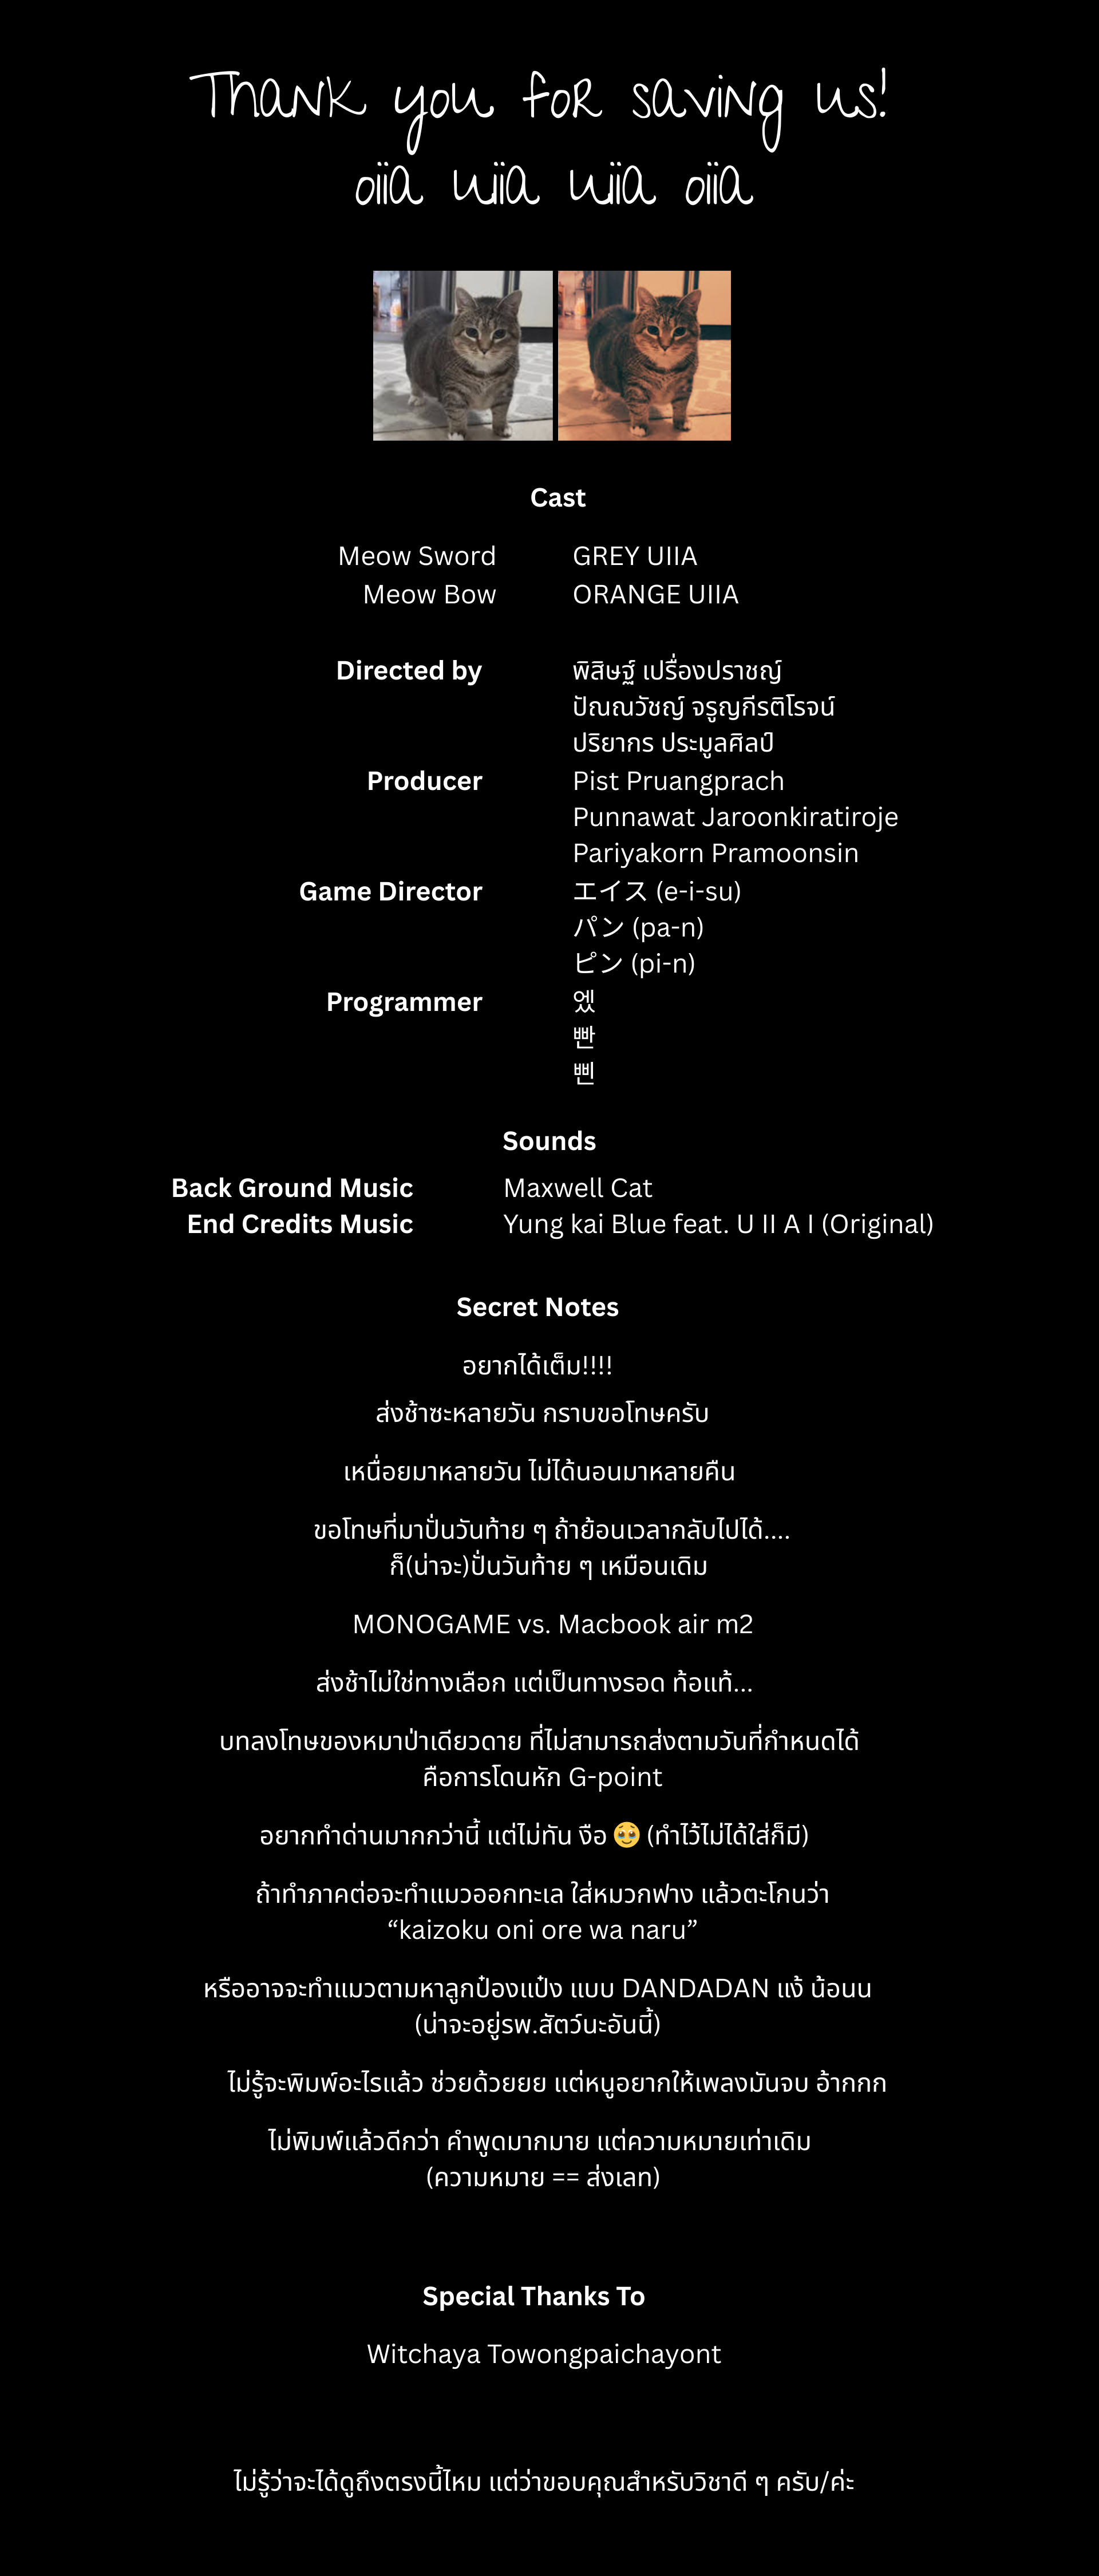 Thank you for saving us!
oiia uiia uiia oiia
Cast
Meow Sword GREY UIIA
Meow Bow ORANGE UIIA
Directed by พิสิษฐ์ เปรื่องปราชญ์
ปัณณวัชญ์ จรูญกีรติโรจน์
ปริยากร ประมูลศิลป์
Producer Pist Pruangprach
Punnawat Jaroonkiratiroje
Pariyakorn Pramoonsin
Game Director エイス (e-i-su)
パン (pa-n)
ピン (pi-n)
Programmer 엤
빤
삔
Sounds
Back Ground Music Maxwell Cat
End Credits Music Yung kai Blue feat. U II A I (Original)
Secret Notes
อยากได้เต็ม!!!!
ส่งช้าซะหลายวัน กราบขอโทษครับ
เหนื่อยมาหลายวัน ไม่ได้นอนมาหลายคืน
ขอโทษที่มาปั่นวันท้าย ๆ ถ้าย้อนเวลากลับไปได้....
ก็(น่าจะ)ปั่นวันท้าย ๆ เหมือนเดิม
MONOGAME vs. Macbook air m2
ส่งช้าไม่ใช่ทางเลือก แต่เป็นทางรอด ท้อแท้...
บทลงโทษของหมาป่าเดียวดาย ที่ไม่สามารถส่งตามวันที่กำหนดได้
คือการโดนหัก G-point
อยากทำด่านมากกว่านี้ แต่ไม่ทัน งือ 🥹 (ทำไว้ไม่ได้ใส่ก็มี)
ถ้าทำภาคต่อจะทำแมวออกทะเล ใส่หมวกฟาง แล้วตะโกนว่า
“kaizoku oni ore wa naru”
หรืออาจจะทำแมวตามหาลูกป๋องแป๋ง แบบ DANDADAN แง้ น้อนน
(น่าจะอยู่รพ.สัตว์นะอันนี้)
ไม่รู้จะพิมพ์อะไรแล้ว ช่วยด้วยยย แต่หนูอยากให้เพลงมันจบ อ้ากกก
ไม่พิมพ์แล้วดีกว่า คำพูดมากมาย แต่ความหมายเท่าเดิม
(ความหมาย == ส่งเลท)
Special Thanks To
Witchaya Towongpaichayont
ไม่รู้ว่าจะได้ดูถึงตรงนี้ไหม แต่ว่าขอบคุณสำหรับวิชาดี ๆ ครับ/ค่ะ